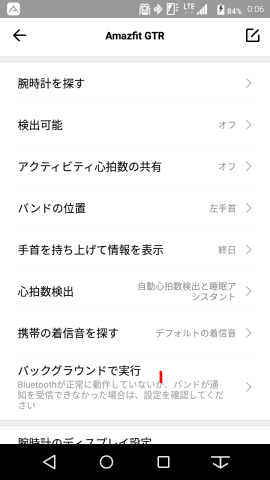 LTE 84% 0:06
Amazfit GTR
腕時計を探す
検出可能 オフ
アクティビティ心拍数の共有 オフ
バンドの位置 左手首
手首を持ち上げて情報を表示 終日
心拍数検出 自動心拍数検出と睡眠ア
シスタント
携帯の着信音を探す デフォルトの着信音
バックグラウンドで実行
Bluetoothが正常に動作していないか、バンドが通
知を受信できなかった場合は、設定を確認してくだ
さい
腕時計のディスプレイ設定